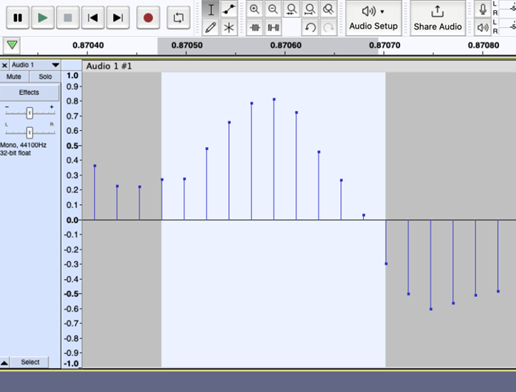 L
R
L
R
Audio Setup
Share Audio
0.87040
0.87050
0.87060
0.87070
0.87080
Audio 1
Audio 1 #1
Mute
Solo
Effects
-
+
L
R
Mono, 44100Hz
32-bit float
Select
1.0
0.9
0.8
0.7
0.6
0.5
0.4
0.3
0.2
0.1
0.0
-0.1
-0.2
-0.3
-0.4
-0.5
-0.6
-0.7
-0.8
-0.9
-1.0